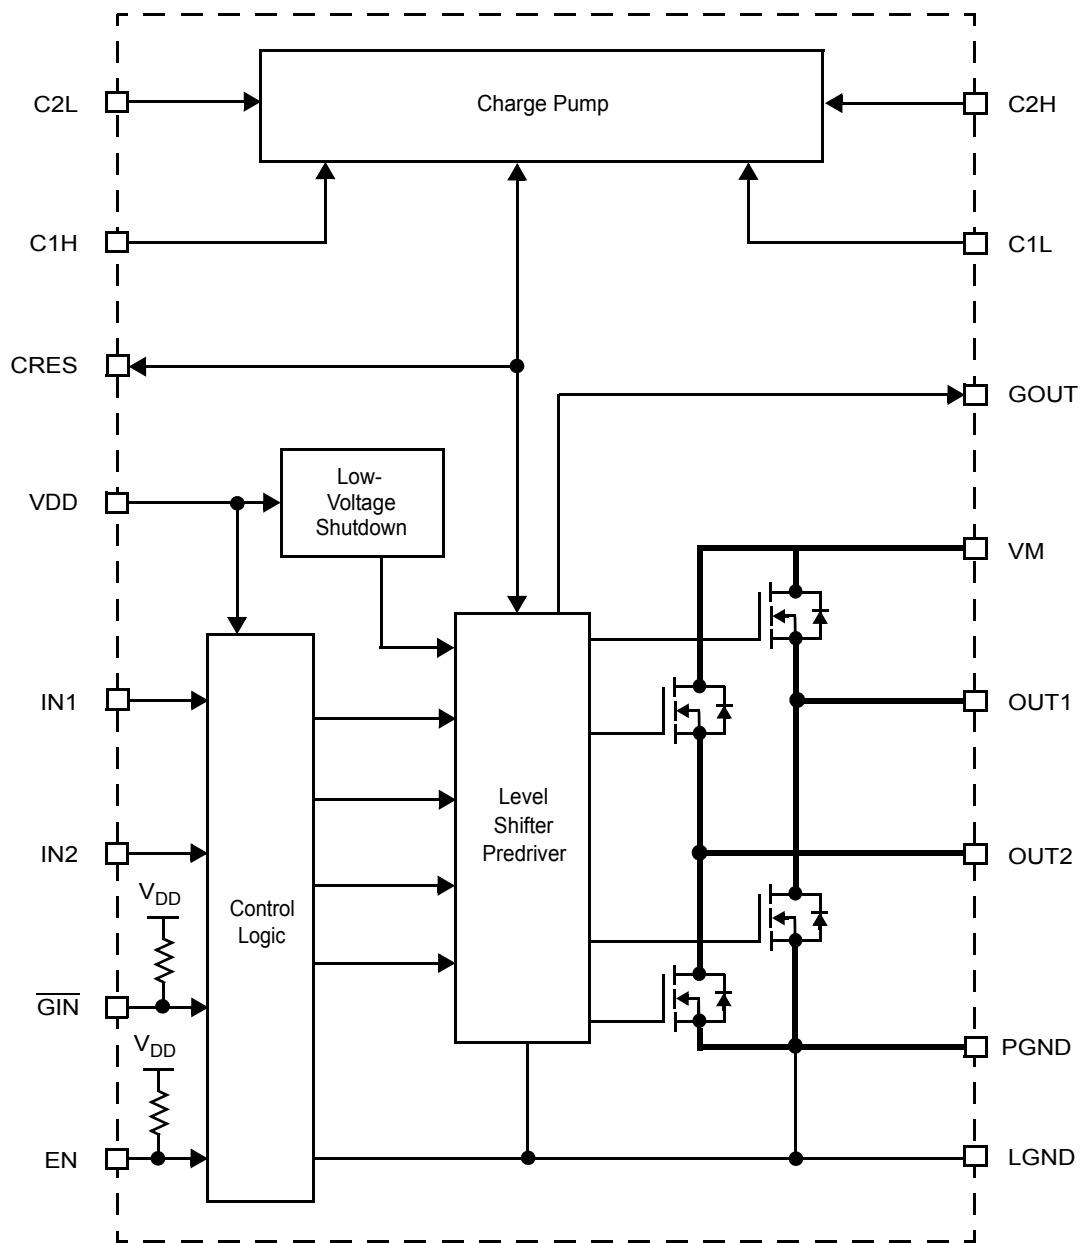 C2L
Charge Pump
C2H
C1H
C1L
CRES
GOUT
VDD
Low-
Voltage
Shutdown
VM
IN1
OUT1
Level
Shifter
Predriver
IN2
OUT2
VDD
Control
Logic
GIN
VDD
PGND
EN
LGND